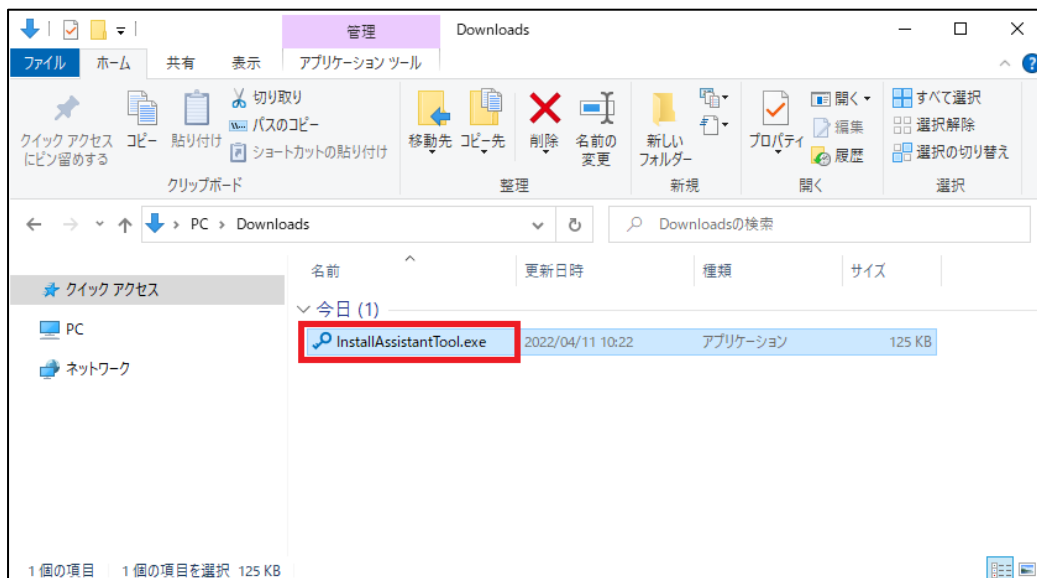 管理
Downloads
ファイル ホーム 共有 表示 アプリケーション ツール
クイック アクセス
にピン留めする
コピー
貼り付け
切り取り
パスのコピー
ショートカットの貼り付け
クリップボード
移動先
コピー先
削除
名前の
変更
整理
新しい
フォルダー
新規
プロパティ
開く
編集
履歴
開く
すべて選択
選択解除
選択の切り替え
選択
PC > Downloads
Downloadsの検索
クイック アクセス
PC
ネットワーク
名前 更新日時 種類 サイズ
今日 (1)
InstallAssistantTool.exe 2022/04/11 10:22 アプリケーション 125 KB
1 個の項目 1 個の項目を選択 125 KB